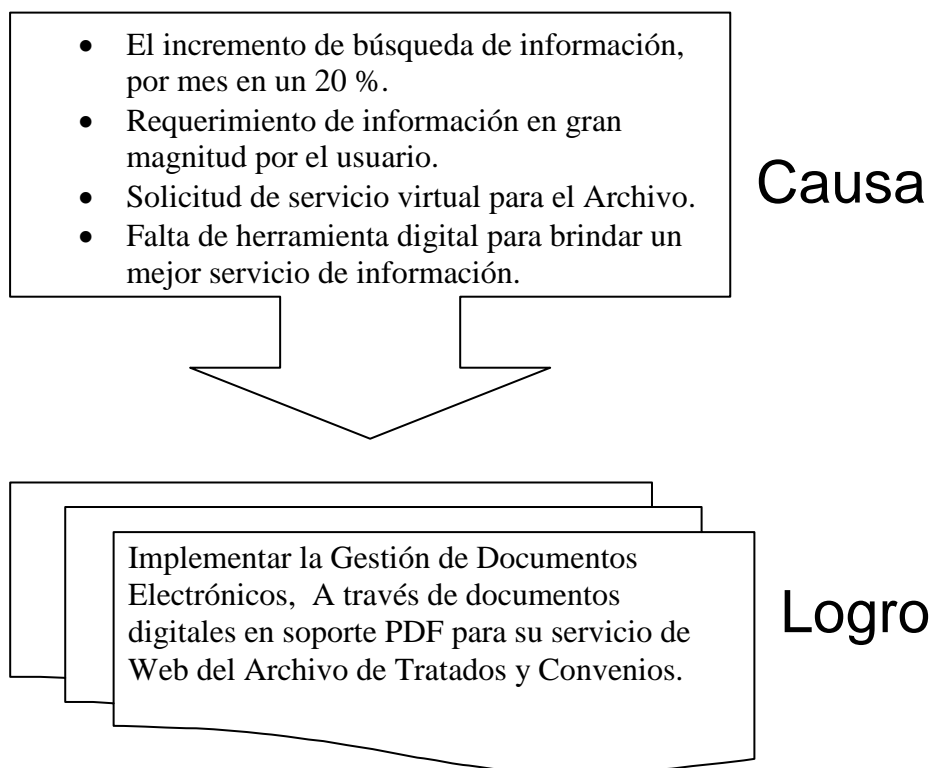 • El incremento de búsqueda de información,
por mes en un 20 %.
• Requerimiento de información en gran
magnitud por el usuario.
• Solicitud de servicio virtual para el Archivo.
• Falta de herramienta digital para brindar un
mejor servicio de información.
Causa
Implementar la Gestión de Documentos
Electrónicos,  A través de documentos
digitales en soporte PDF para su servicio de
Web del Archivo de Tratados y Convenios.
Logro